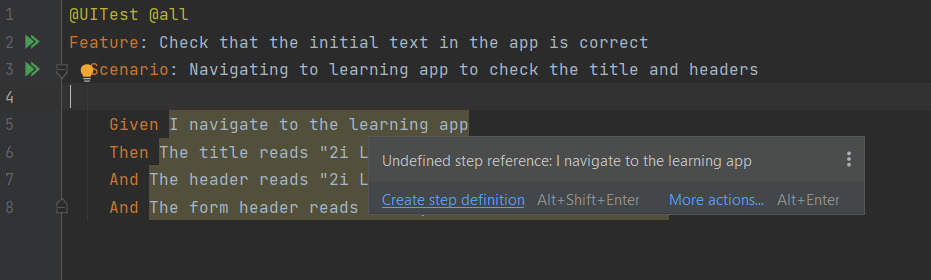 1 @UITest @all
2 Feature: Check that the initial text in the app is correct
3 Scenario: Navigating to learning app to check the title and headers
4
5 Given I navigate to the learning app
6 Then The title reads "2i L
7 And The header reads "2i L
8 And The form header reads
Undefined step reference: I navigate to the learning app
Create step definition Alt+Shift+Enter More actions... Alt+Enter